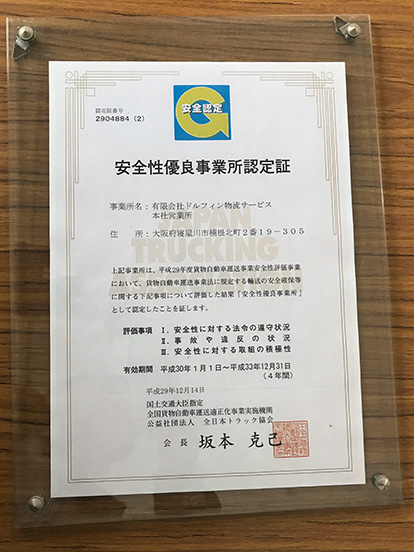 安全認定
G
認定証番号
2904884 (2)
安全性優良事業所認定証
事業所名：有限会社ドルフィン物流サービス
本社営業所
住　所：大阪府寝屋川市楠根北町２番１９－３０５
JAPAN
TRUCKING
上記事業所は、平成29年度貨物自動車運送事業安全性評価事業
において、貨物自動車運送事業法に規定する輸送の安全確保等
に関する下記事項について評価した結果「安全性優良事業所」
として認定したことを証します。
評価事項　Ⅰ．安全性に対する法令の遵守状況
Ⅱ．事故や違反の状況
Ⅲ．安全性に対する取組の積極性
有効期間　平成30年１月１日～平成33年12月31日
（４年間）
平成29年12月14日
国土交通大臣指定
全国貨物自動車運送適正化事業実施機関
公益社団法人　全日本トラック協会
会長　坂本 克己